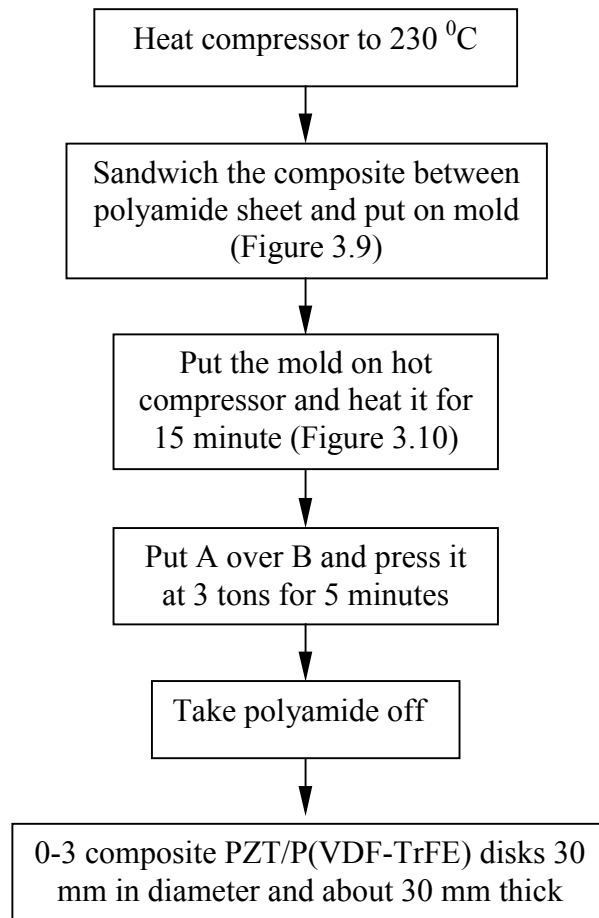 Heat compressor to 230 ⁰C
Sandwich the composite between
polyamide sheet and put on mold
(Figure 3.9)
Put the mold on hot
compressor and heat it for
15 minute (Figure 3.10)
Put A over B and press it
at 3 tons for 5 minutes
Take polyamide off
0-3 composite PZT/P(VDF-TrFE) disks 30
mm in diameter and about 30 mm thick